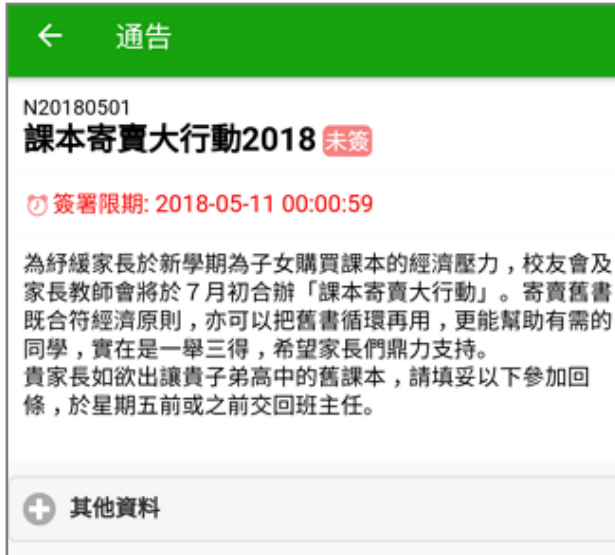 通告
N20180501
課本寄賣大行動2018 未簽
簽署限期: 2018-05-11 00:00:59
為紓緩家長於新學期為子女購買課本的經濟壓力，校友會及
家長教師會將於７月初合辦「課本寄賣大行動」。寄賣舊書
既合符經濟原則，亦可以把舊書循環再用，更能幫助有需的
同學，實在是一舉三得，希望家長們鼎力支持。
貴家長如欲出讓貴子弟高中的舊課本，請填妥以下參加回
條，於星期五前或之前交回班主任。
其他資料